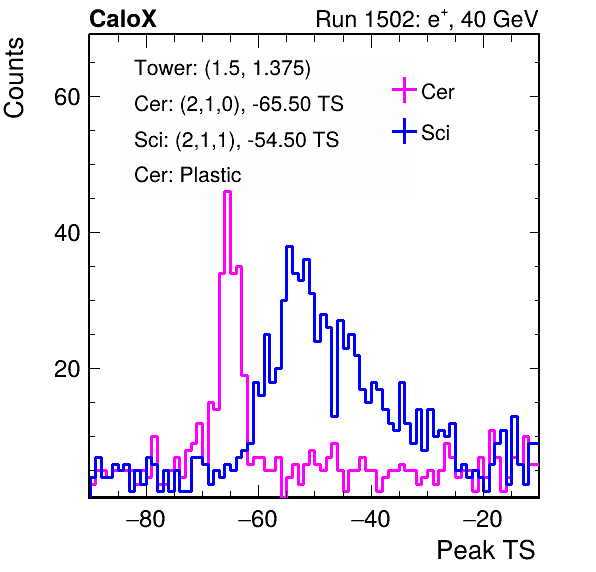 CaloX Run 1502: e⁺, 40 GeV
Counts
Tower: (1.5, 1.375)
Cer: (2,1,0), -65.50 TS
Sci: (2,1,1), -54.50 TS
Cer: Plastic
Cer
Sci
60
40
20
−80 −60 −40 −20
Peak TS